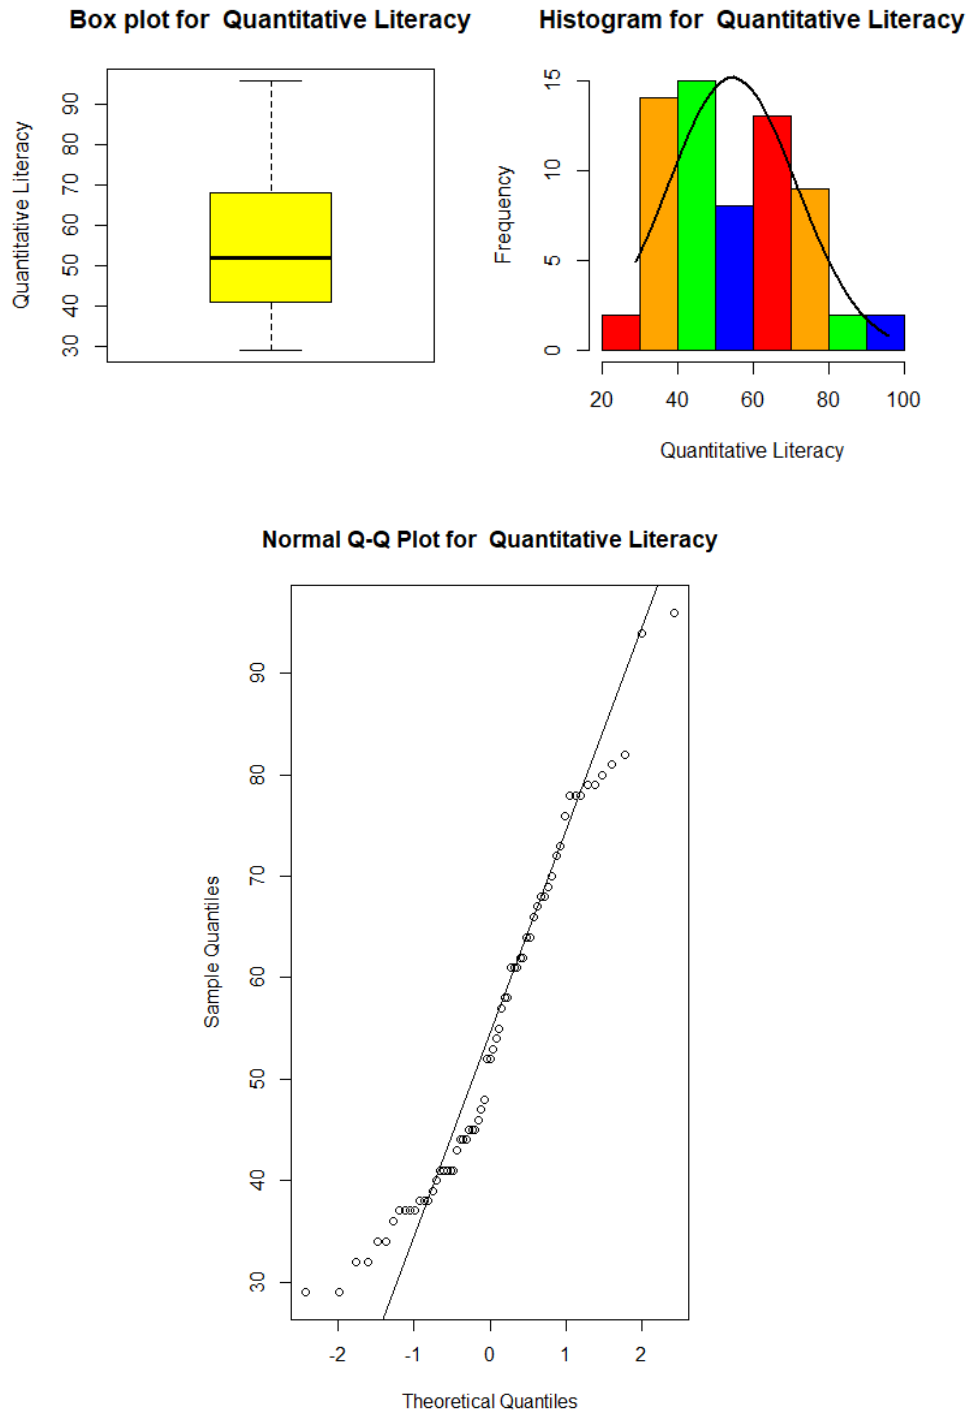 Box plot for  Quantitative Literacy
Quantitative Literacy
90
80
70
60
50
40
30
Histogram for  Quantitative Literacy
Frequency
15
10
5
0
20 40 60 80 100
Quantitative Literacy
Normal Q-Q Plot for  Quantitative Literacy
Sample Quantiles
90
80
70
60
50
40
30
-2 -1 0 1 2
Theoretical Quantiles